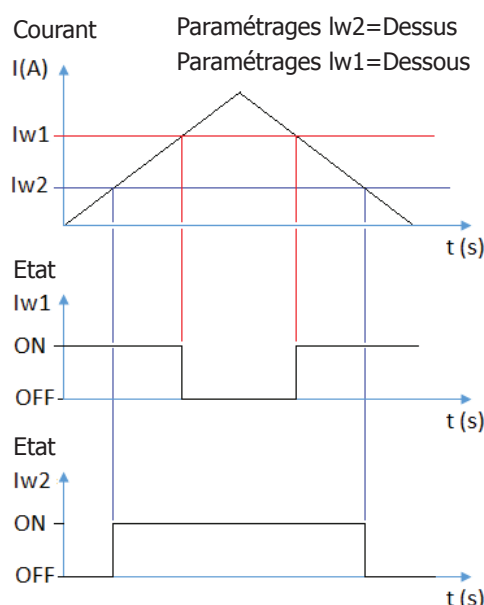 Courant
Paramétrages Iw2=Dessus
Paramétrages Iw1=Dessous
I(A)
Iw1
Iw2
t (s)
Etat
Iw1
ON
OFF
t (s)
Etat
Iw2
ON
OFF
t (s)